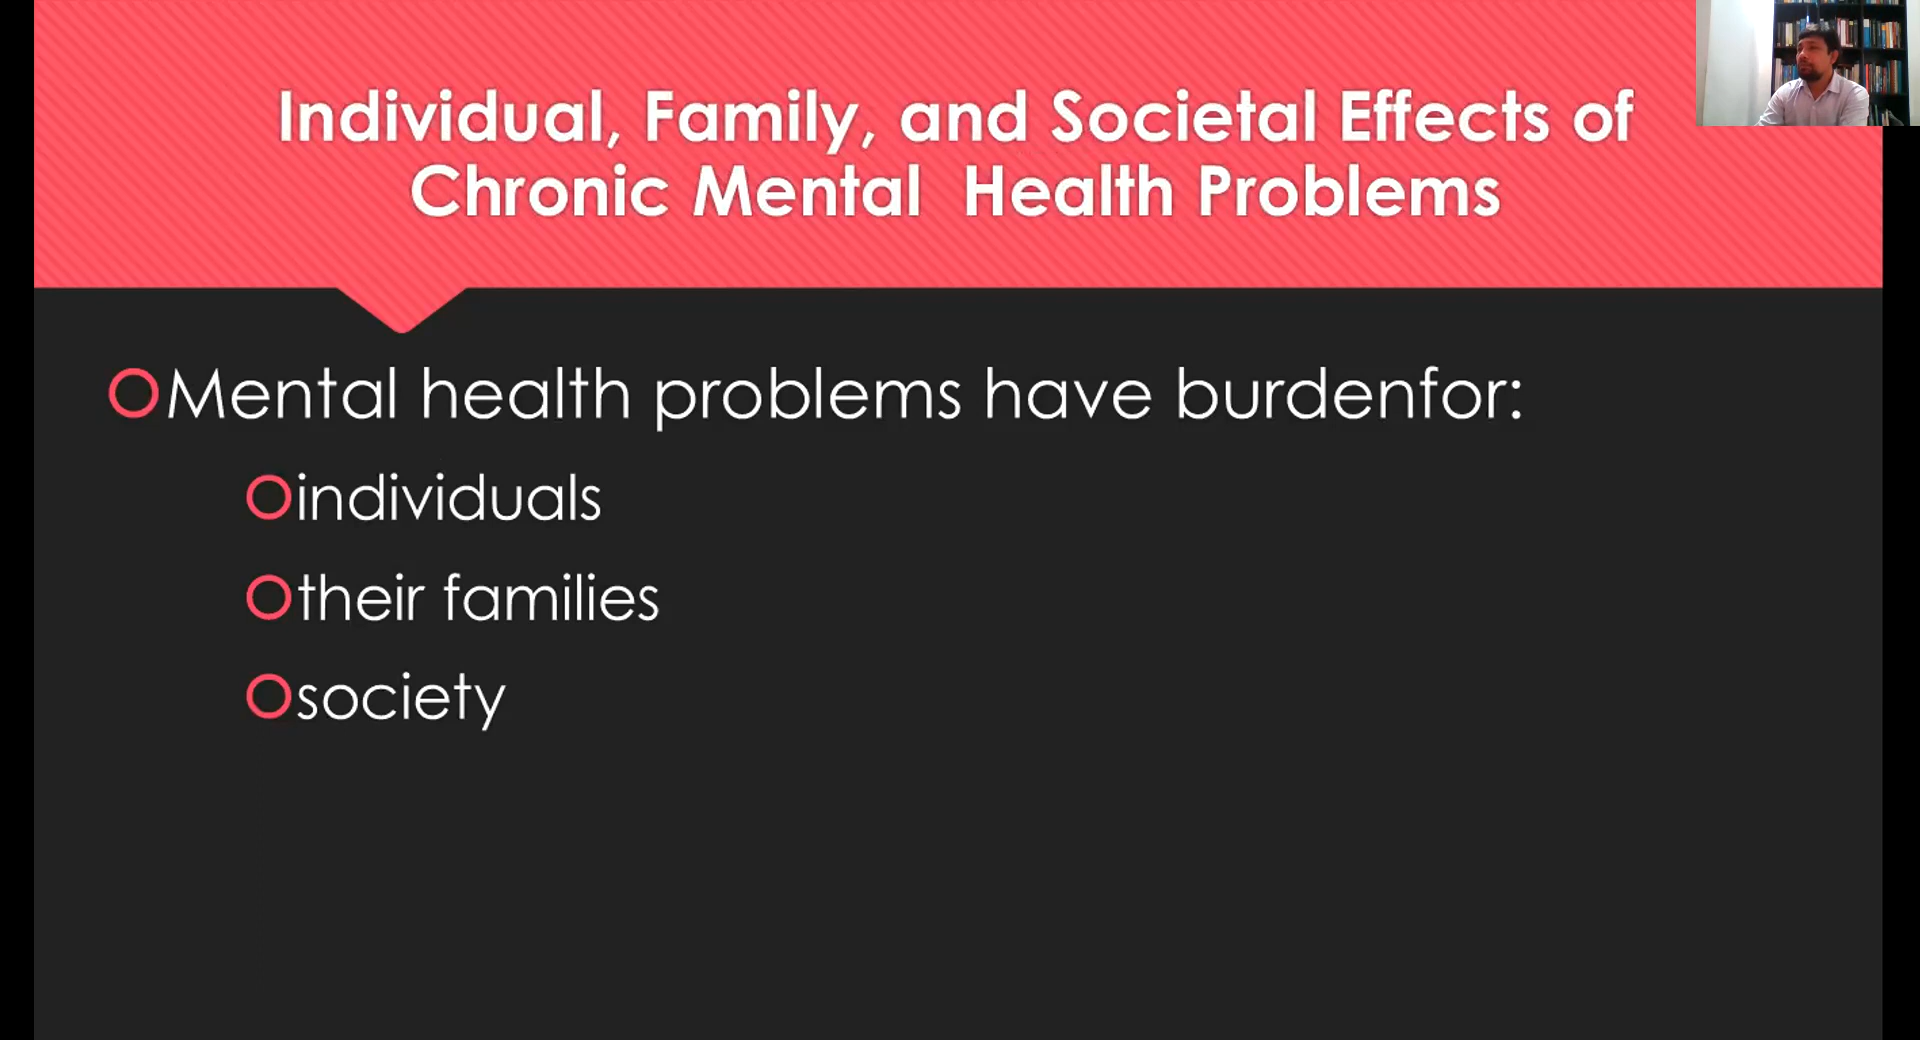 Individual, Family, and Societal Effects of
Chronic Mental  Health Problems
Mental health problems have burdenfor:
individuals
their families
society